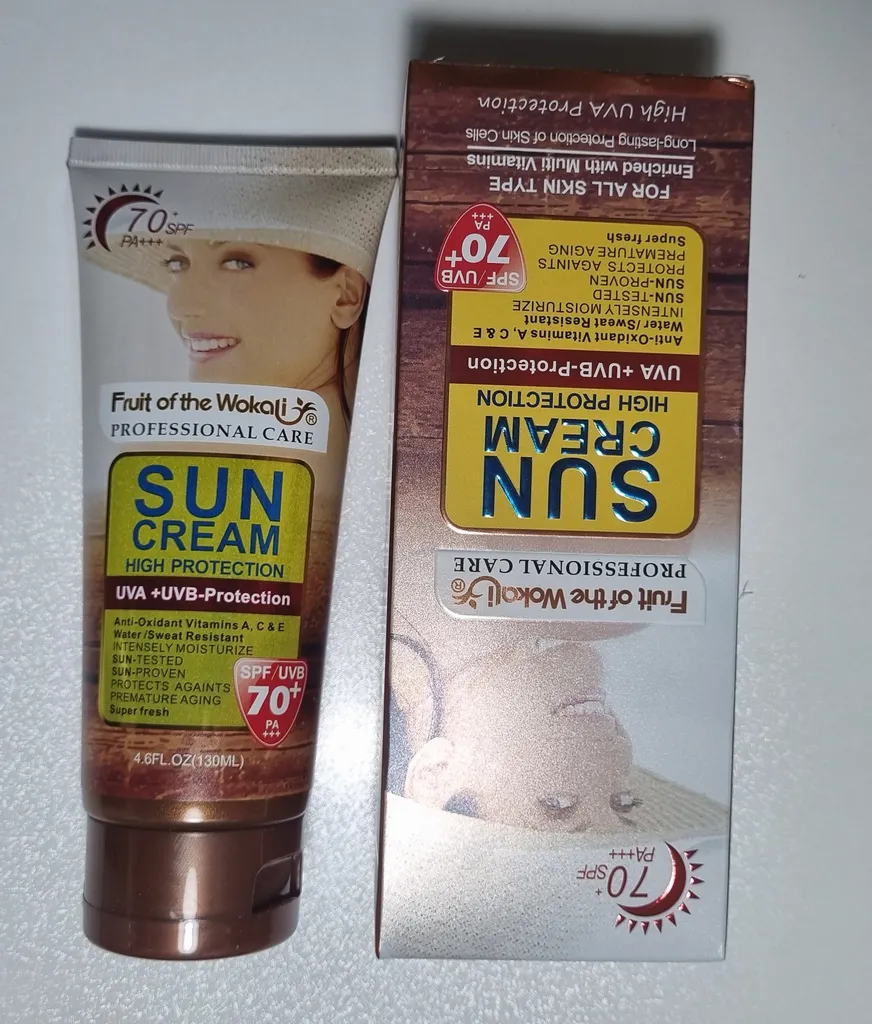 70+ SPF
PA+++
Fruit of the Wokali ®
PROFESSIONAL CARE
SUN
CREAM
HIGH PROTECTION
UVA +UVB-Protection
Anti-Oxidant Vitamins A, C & E
Water/Sweat Resistant
INTENSELY MOISTURIZE
SUN-TESTED
SUN-PROVEN
PROTECTS AGAINTS
PREMATURE AGING
Super fresh
SPF/UVB
70+
PA
+++
4.6FL.OZ(130ML)
70+ SPF
PA+++
Fruit of the Wokali ®
PROFESSIONAL CARE
SUN
CREAM
HIGH PROTECTION
UVA +UVB-Protection
Anti-Oxidant Vitamins A, C & E
Water/Sweat Resistant
INTENSELY MOISTURIZE
SUN-TESTED
SUN-PROVEN
PROTECTS AGAINTS
PREMATURE AGING
Super fresh
SPF/UVB
70+
PA
+++
FOR ALL SKIN TYPE
Enriched with Multi Vitamins
Long-lasting Protection of Skin Cells
High UVA Protection